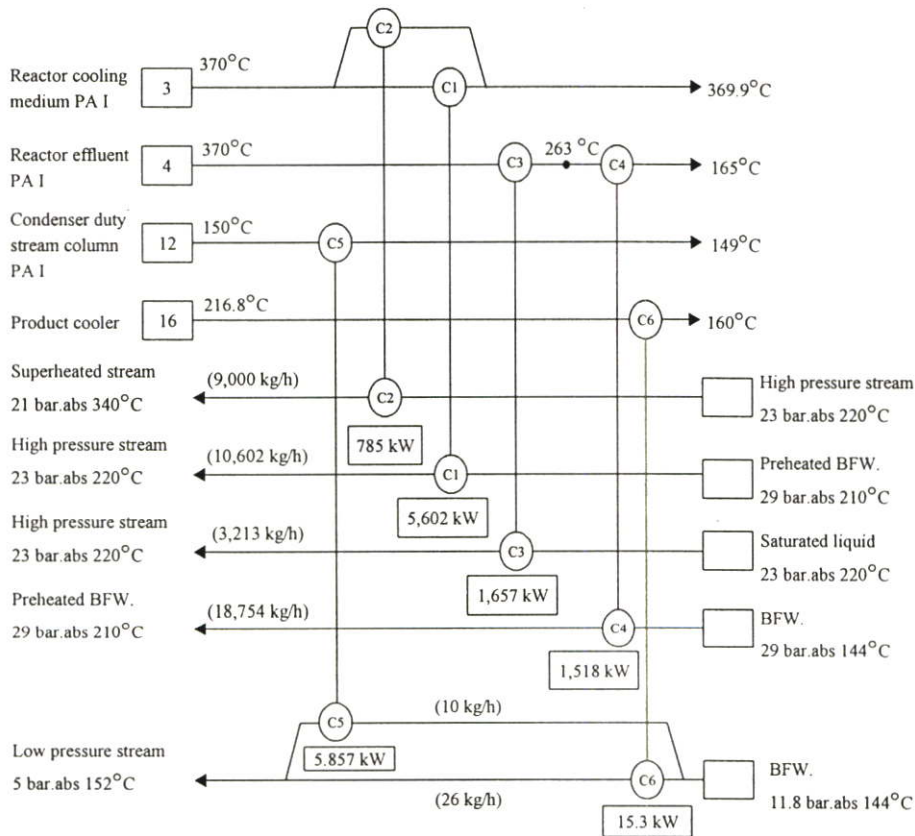 C2
370°C
Reactor cooling
medium PA I
3
C1
369.9°C
370°C
Reactor effluent
PA I
4
C3
263 °C
C4
165°C
Condenser duty
stream column
PA I
150°C
12
C5
149°C
216.8°C
Product cooler
16
C6
160°C
Superheated stream
21 bar.abs 340°C
(9,000 kg/h)
C2
785 kW
High pressure stream
23 bar.abs 220°C
High pressure stream
23 bar.abs 220°C
(10,602 kg/h)
C1
5,602 kW
Preheated BFW.
29 bar.abs 210°C
High pressure stream
23 bar.abs 220°C
(3,213 kg/h)
C3
1,657 kW
Saturated liquid
23 bar.abs 220°C
Preheated BFW.
29 bar.abs 210°C
(18,754 kg/h)
C4
1,518 kW
BFW.
29 bar.abs 144°C
C5
(10 kg/h)
5.857 kW
Low pressure stream
5 bar.abs 152°C
(26 kg/h)
C6
15.3 kW
BFW.
11.8 bar.abs 144°C